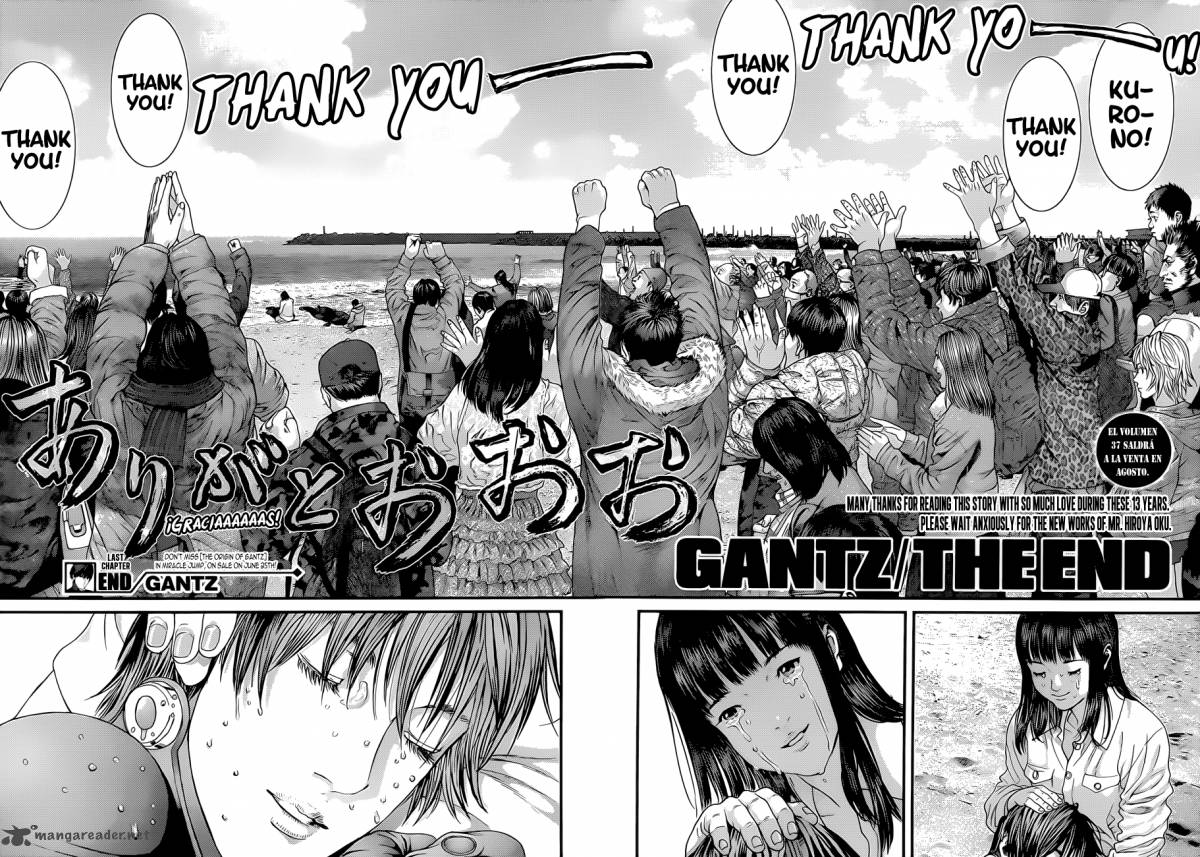 THANK
YOU!
THANK
YOU!
THANK YOU
THANK
YOU!
THANK YO
U!
THANK
YOU!
KU-
RO-
NO!
ありがとおおお
¡GRACIAAAAAAS!
LAST
CHAPTER
END
DON'T MISS [THE ORIGIN OF GANTZ]
IN MIRACLE JUMP, ON SALE ON JUNE 25TH!
GANTZ
EL VOLUMEN
37 SALDRÁ
A LA VENTA EN
AGOSTO.
MANY THANKS FOR READING THIS STORY WITH SO MUCH LOVE DURING THESE 13 YEARS.
PLEASE WAIT ANXIOUSLY FOR THE NEW WORKS OF MR. HIROYA OKU.
GANTZ/THE END
mangareader.net